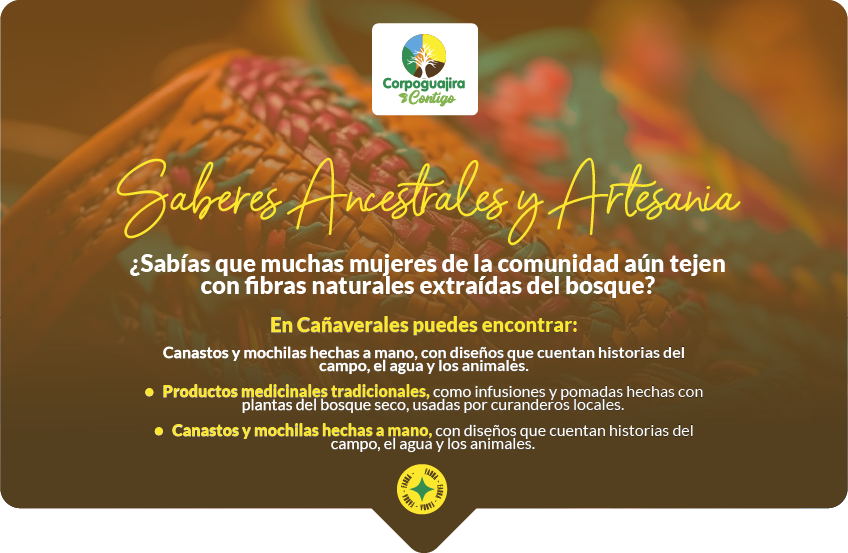 Corpoguajira
Contigo
Saberes Ancestrales y Artesania
¿Sabías que muchas mujeres de la comunidad aún tejen
con fibras naturales extraídas del bosque?
En Cañaverales puedes encontrar:
Canastos y mochilas hechas a mano, con diseños que cuentan historias del
campo, el agua y los animales.
● Productos medicinales tradicionales, como infusiones y pomadas hechas con
plantas del bosque seco, usadas por curanderos locales.
● Canastos y mochilas hechas a mano, con diseños que cuentan historias del
campo, el agua y los animales.